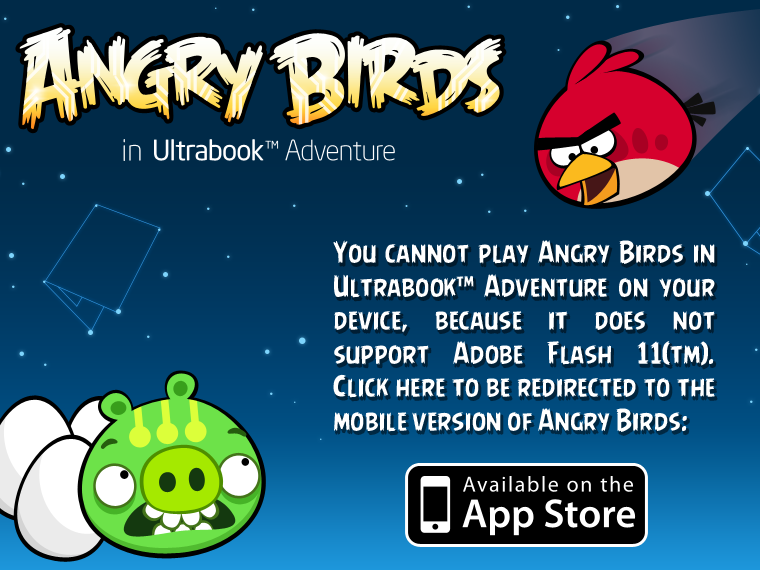 ANGRY BIRDS
in Ultrabook™ Adventure
You cannot play Angry Birds in
Ultrabook™ Adventure on your
device, because it does not
support Adobe Flash 11(tm).
Click here to be redirected to the
mobile version of Angry Birds:
Available on the
App Store